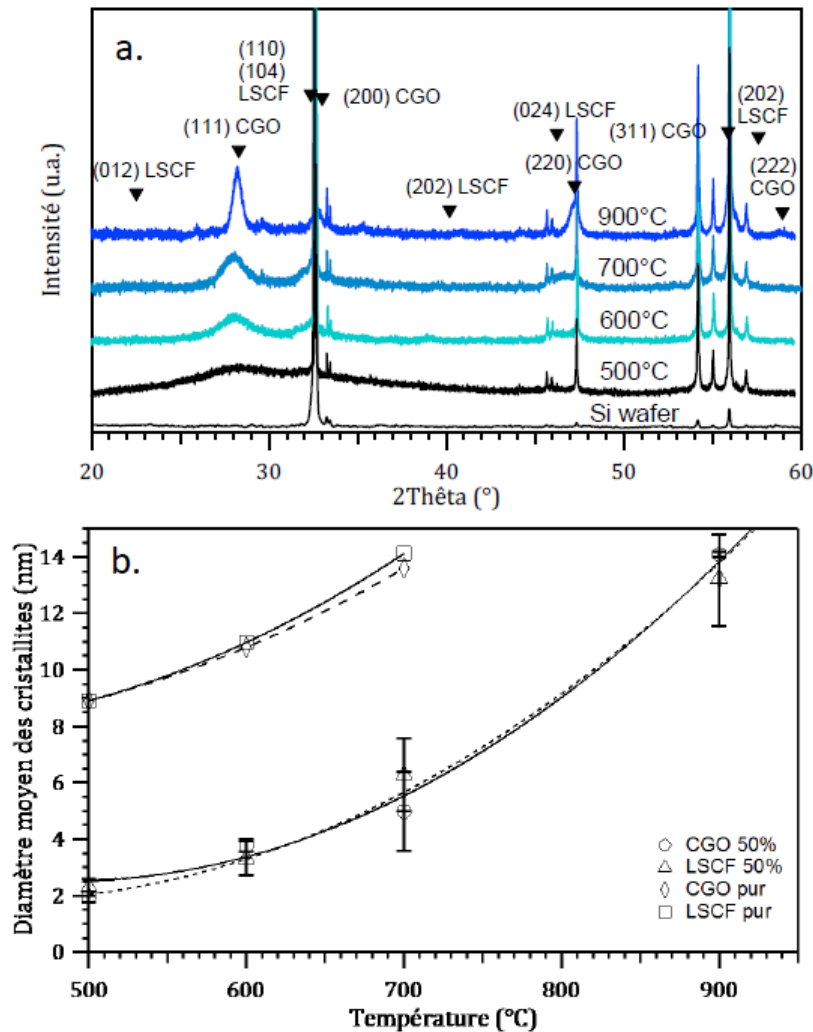 a.
(110)
(104)
LSCF
(200) CGO
(111) CGO
(012) LSCF
(202) LSCF
(024) LSCF
(220) CGO
(311) CGO
(202)
LSCF
(222)
CGO
900°C
700°C
600°C
500°C
Si wafer
Intensité (u.a.)
20
30
40
50
60
2Thêta (°)
b.
Diamètre moyen des cristallites (nm)
14
12
10
8
6
4
2
0
CGO 50%
LSCF 50%
CGO pur
LSCF pur
500
600
700
800
900
Température (°C)